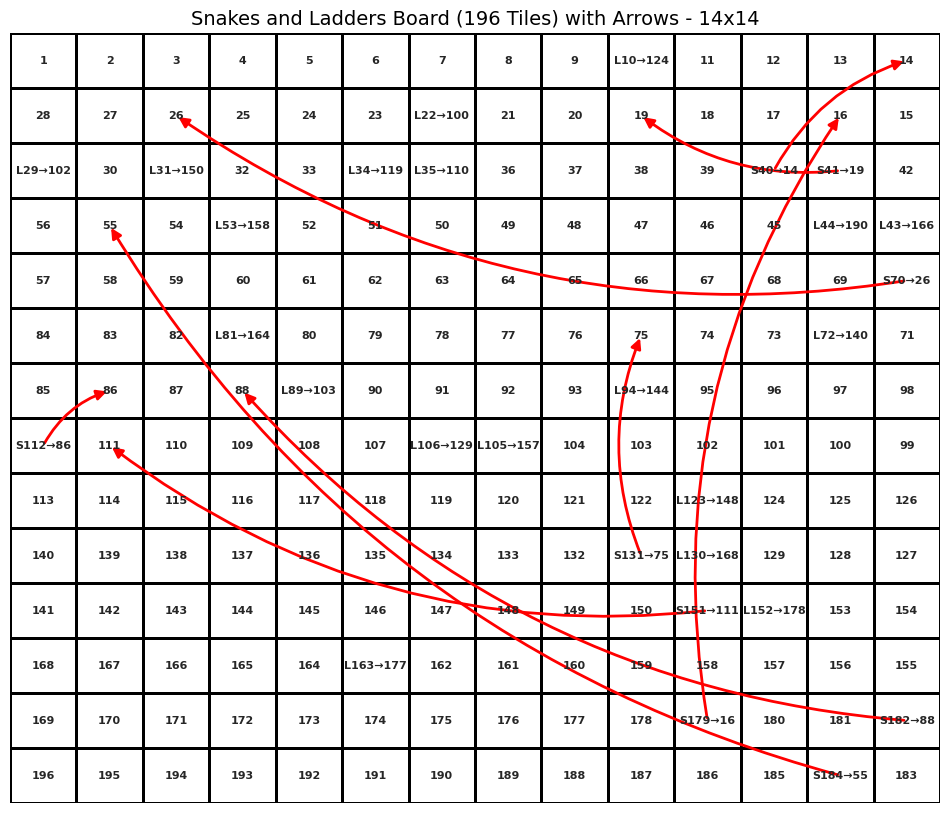 Snakes and Ladders Board (196 Tiles) with Arrows - 14x14
1 2 3 4 5 6 7 8 9 L10→124 11 12 13 14
28 27 26 25 24 23 L22→100 21 20 19 18 17 16 15
L29→102 30 L31→150 32 33 L34→119 L35→110 36 37 38 39 S40→14 S41→19 42
56 55 54 L53→158 52 51 50 49 48 47 46 45 L44→190 L43→166
57 58 59 60 61 62 63 64 65 66 67 68 69 S70→26
84 83 82 L81→164 80 79 78 77 76 75 74 73 L72→140 71
85 86 87 88 L89→103 90 91 92 93 L94→144 95 96 97 98
S112→86 111 110 109 108 107 L106→129 L105→157 104 103 102 101 100 99
113 114 115 116 117 118 119 120 121 122 L123→148 124 125 126
140 139 138 137 136 135 134 133 132 S131→75 L130→168 129 128 127
141 142 143 144 145 146 147 148 149 150 S151→111 L152→178 153 154
168 167 166 165 164 L163→177 162 161 160 159 158 157 156 155
169 170 171 172 173 174 175 176 177 178 S179→16 180 181 S182→88
196 195 194 193 192 191 190 189 188 187 186 185 S184→55 183